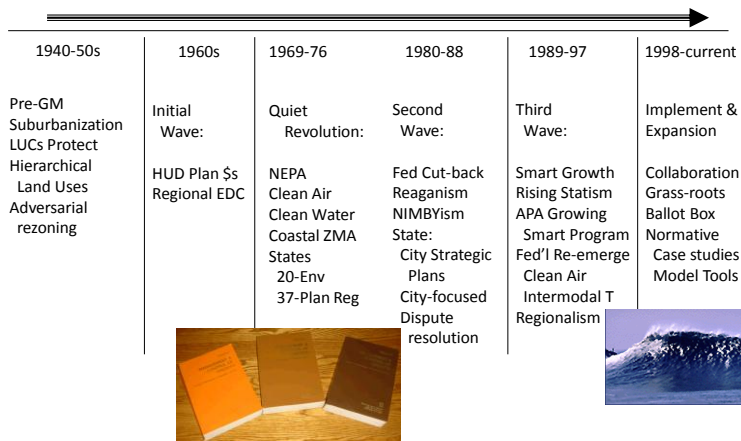 1940-50s
Pre-GM
Suburbanization
LUCs Protect
Hierarchical
Land Uses
Adversarial
rezoning
1960s
Initial
Wave:
HUD Plan $s
Regional EDC
1969-76
Quiet
Revolution:
NEPA
Clean Air
Clean Water
Coastal ZMA
States
20-Env
37-Plan Reg
1980-88
Second
Wave:
Fed Cut-back
Reaganism
NIMBYism
State:
City Strategic
Plans
City-focused
Dispute
resolution
1989-97
Third
Wave:
Smart Growth
Rising Statism
APA Growing
Smart Program
Fed'l Re-emerge
Clean Air
Intermodal T
Regionalism
1998-current
Implement &
Expansion
Collaboration
Grass-roots
Ballot Box
Normative
Case studies
Model Tools